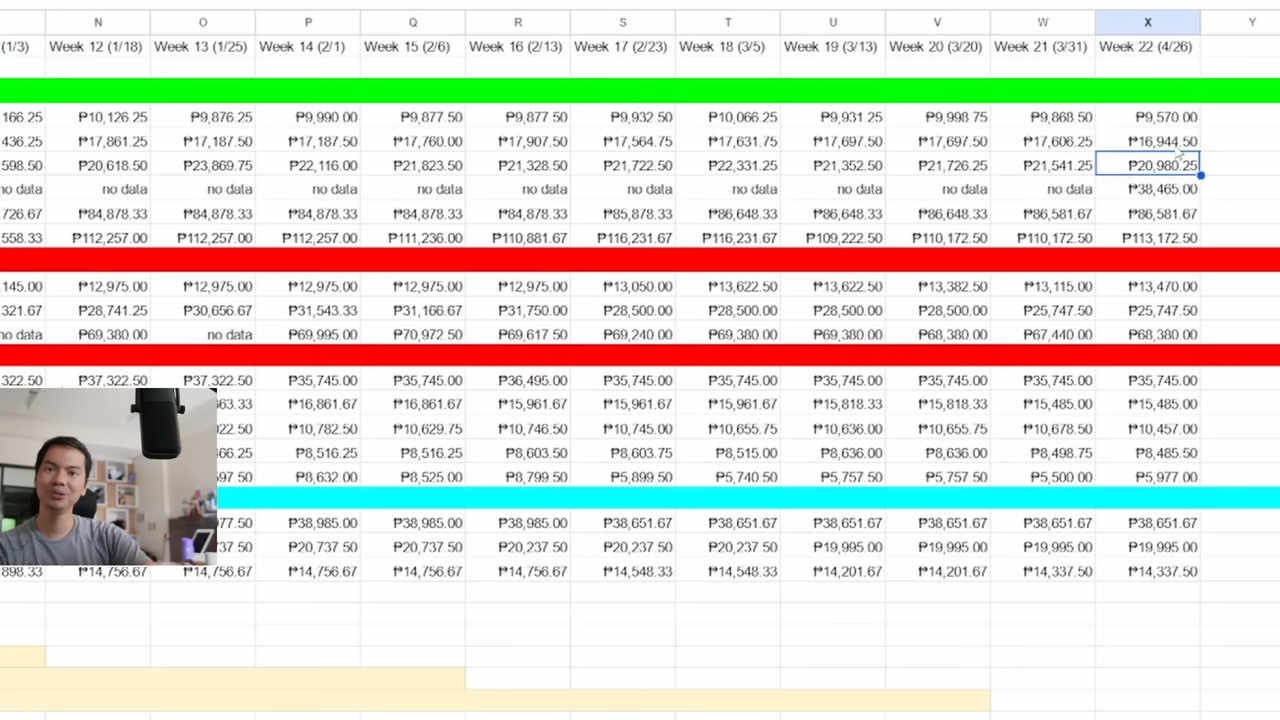 N O P Q R S T U V W X Y
(1/3) Week 12 (1/18) Week 13 (1/25) Week 14 (2/1) Week 15 (2/6) Week 16 (2/13) Week 17 (2/23) Week 18 (3/5) Week 19 (3/13) Week 20 (3/20) Week 21 (3/31) Week 22 (4/26)
166.25 ₱10,126.25 ₱9,876.25 ₱9,990.00 ₱9,877.50 ₱9,877.50 ₱9,932.50 ₱10,066.25 ₱9,931.25 ₱9,998.75 ₱9,868.50 ₱9,570.00
436.25 ₱17,861.25 ₱17,187.50 ₱17,187.50 ₱17,760.00 ₱17,907.50 ₱17,564.75 ₱17,631.75 ₱17,697.50 ₱17,697.50 ₱17,606.25 ₱16,944.50
598.50 ₱20,618.50 ₱23,869.75 ₱22,116.00 ₱21,823.50 ₱21,328.50 ₱21,722.50 ₱22,331.25 ₱21,352.50 ₱21,726.25 ₱21,541.25 ₱20,980.25
no data no data no data no data no data no data no data no data no data no data no data ₱38,465.00
726.67 ₱84,878.33 ₱84,878.33 ₱84,878.33 ₱84,878.33 ₱84,878.33 ₱85,878.33 ₱86,648.33 ₱86,648.33 ₱86,648.33 ₱86,581.67 ₱86,581.67
558.33 ₱112,257.00 ₱112,257.00 ₱112,257.00 ₱111,236.00 ₱110,881.67 ₱116,231.67 ₱116,231.67 ₱109,222.50 ₱110,172.50 ₱110,172.50 ₱113,172.50
145.00 ₱12,975.00 ₱12,975.00 ₱12,975.00 ₱12,975.00 ₱12,975.00 ₱13,050.00 ₱13,622.50 ₱13,622.50 ₱13,382.50 ₱13,115.00 ₱13,470.00
321.67 ₱28,741.25 ₱30,656.67 ₱31,543.33 ₱31,166.67 ₱31,750.00 ₱28,500.00 ₱28,500.00 ₱28,500.00 ₱28,500.00 ₱25,747.50 ₱25,747.50
no data ₱69,380.00 no data ₱69,995.00 ₱70,972.50 ₱69,617.50 ₱69,240.00 ₱69,380.00 ₱69,380.00 ₱68,380.00 ₱67,440.00 ₱68,380.00
322.50 ₱37,322.50 ₱37,322.50 ₱35,745.00 ₱35,745.00 ₱36,495.00 ₱35,745.00 ₱35,745.00 ₱35,745.00 ₱35,745.00 ₱35,745.00 ₱35,745.00
363.33 ₱16,861.67 ₱16,861.67 ₱15,961.67 ₱15,961.67 ₱15,961.67 ₱15,818.33 ₱15,818.33 ₱15,485.00 ₱15,485.00
022.50 ₱10,782.50 ₱10,629.75 ₱10,746.50 ₱10,745.00 ₱10,655.75 ₱10,636.00 ₱10,655.75 ₱10,678.50 ₱10,457.00
466.25 ₱8,516.25 ₱8,516.25 ₱8,603.50 ₱8,603.75 ₱8,515.00 ₱8,636.00 ₱8,636.00 ₱8,498.75 ₱8,485.50
697.50 ₱8,632.00 ₱8,525.00 ₱8,799.50 ₱5,899.50 ₱5,740.50 ₱5,757.50 ₱5,757.50 ₱5,500.00 ₱5,977.00
977.50 ₱38,985.00 ₱38,985.00 ₱38,985.00 ₱38,651.67 ₱38,651.67 ₱38,651.67 ₱38,651.67 ₱38,651.67 ₱38,651.67
737.50 ₱20,737.50 ₱20,737.50 ₱20,237.50 ₱20,237.50 ₱20,237.50 ₱19,995.00 ₱19,995.00 ₱19,995.00 ₱19,995.00
898.33 ₱14,756.67 ₱14,756.67 ₱14,756.67 ₱14,756.67 ₱14,756.67 ₱14,548.33 ₱14,548.33 ₱14,201.67 ₱14,201.67 ₱14,337.50 ₱14,337.50